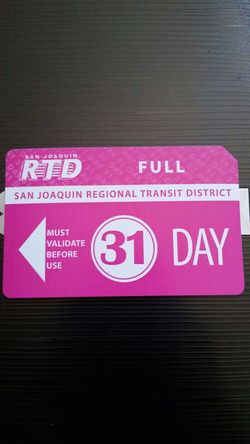 SAN JOAQUIN
RTD
FULL
SAN JOAQUIN REGIONAL TRANSIT DISTRICT
MUST
VALIDATE
BEFORE
USE
31
DAY